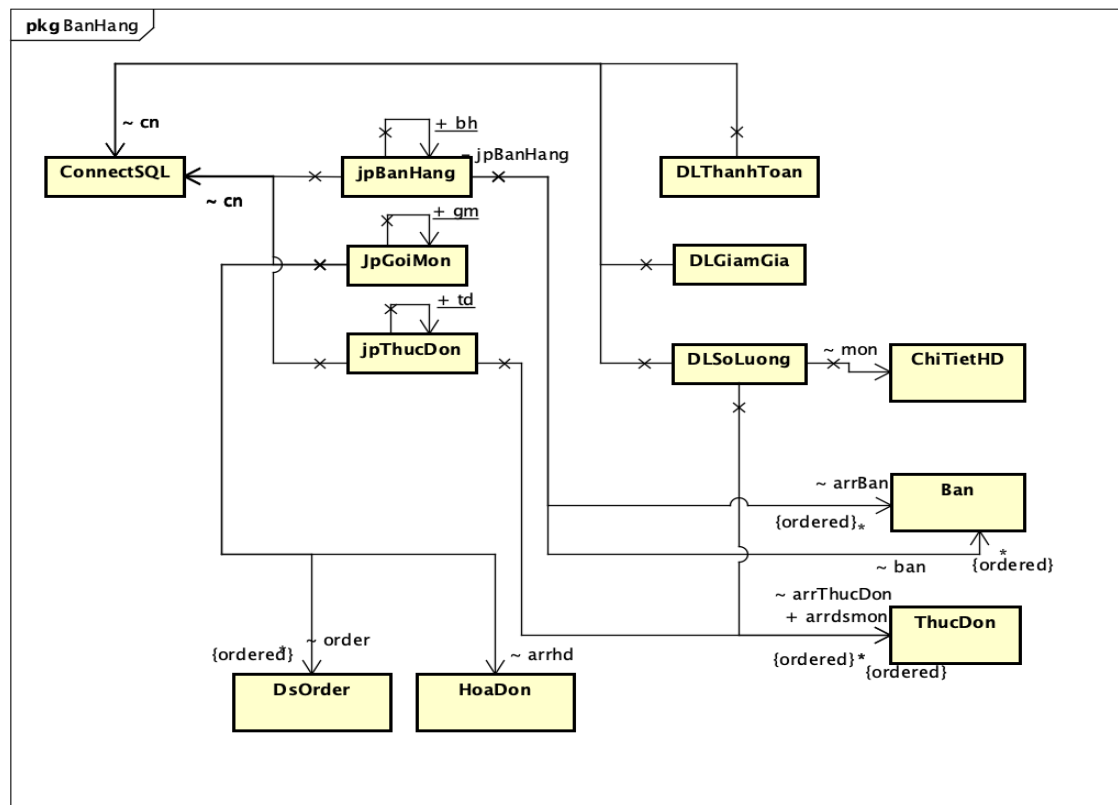 pkg BanHang
~ cn
+ bh
~ jpBanHang
ConnectSQL
jpBanHang
DLThanhToan
~ cn
+ gm
JpGoiMon
DLGiamGia
+ td
jpThucDon
DLSoLuong
~ mon
ChiTietHD
~ arrBan
Ban
{ordered}*
~ ban
*
{ordered}
~ arrThucDon
+ arrdsmon
ThucDon
{ordered}*
{ordered}
~ order
{ordered}*
~ arrhd
DsOrder
HoaDon